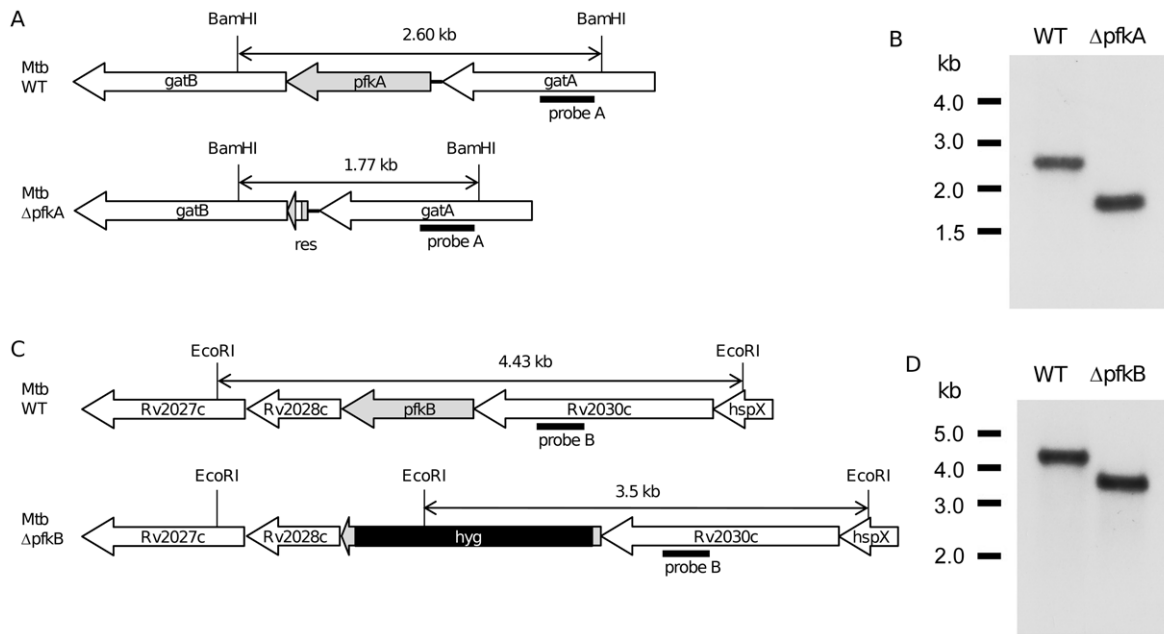 A
BamHI BamHI
2.60 kb
Mtb
WT
gatB pfkA gatA
probe A
BamHI BamHI
1.77 kb
Mtb
ΔpfkA
gatB gatA
res probe A
B
WT ΔpfkA
kb
4.0
3.0
2.0
1.5
C
EcoRI EcoRI
4.43 kb
Mtb
WT
Rv2027c Rv2028c pfkB Rv2030c hspX
probe B
EcoRI EcoRI EcoRI
3.5 kb
Mtb
ΔpfkB
Rv2027c Rv2028c hyg Rv2030c hspX
probe B
D
WT ΔpfkB
kb
5.0
4.0
3.0
2.0